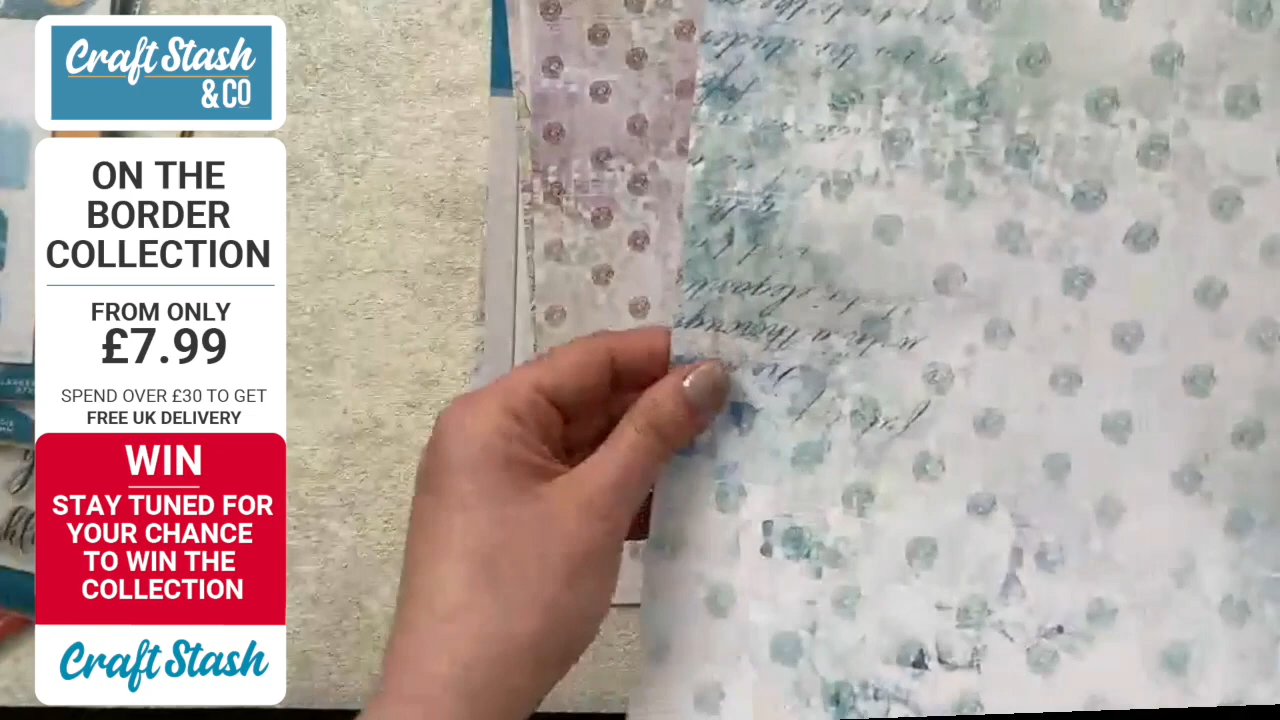 Craft Stash
& CO
ON THE
BORDER
COLLECTION
FROM ONLY
£7.99
SPEND OVER £30 TO GET
FREE UK DELIVERY
WIN
STAY TUNED FOR
YOUR CHANCE
TO WIN THE
COLLECTION
Craft Stash